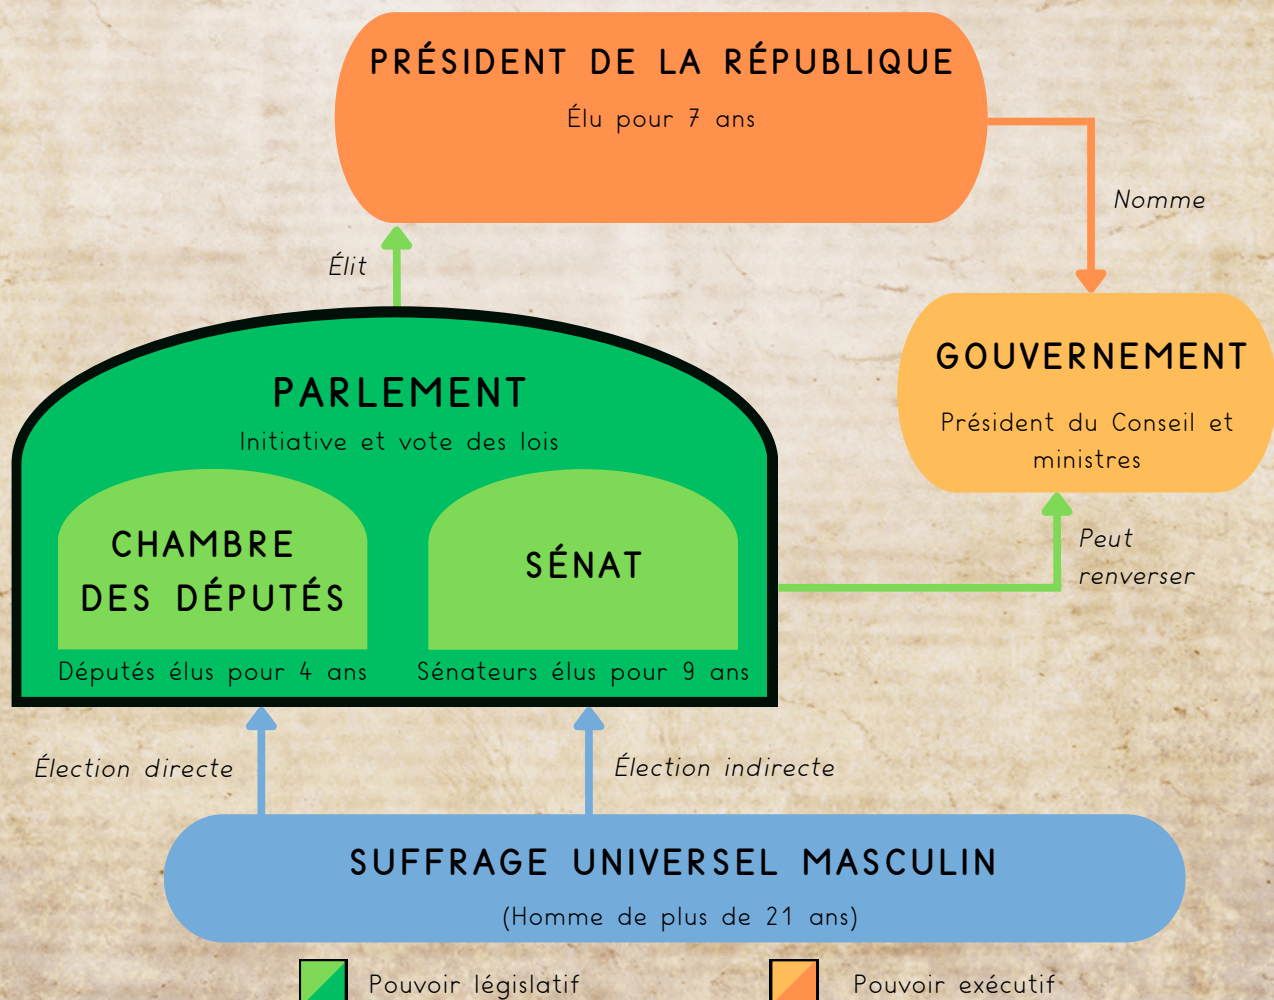 PRÉSIDENT DE LA RÉPUBLIQUE
Élu pour 7 ans
Nomme
Élit
GOUVERNEMENT
Président du Conseil et
ministres
PARLEMENT
Initiative et vote des lois
CHAMBRE
DES DÉPUTÉS
SÉNAT
Peut
renverser
Députés élus pour 4 ans
Sénateurs élus pour 9 ans
Élection directe
Élection indirecte
SUFFRAGE UNIVERSEL MASCULIN
(Homme de plus de 21 ans)
Pouvoir législatif
Pouvoir exécutif